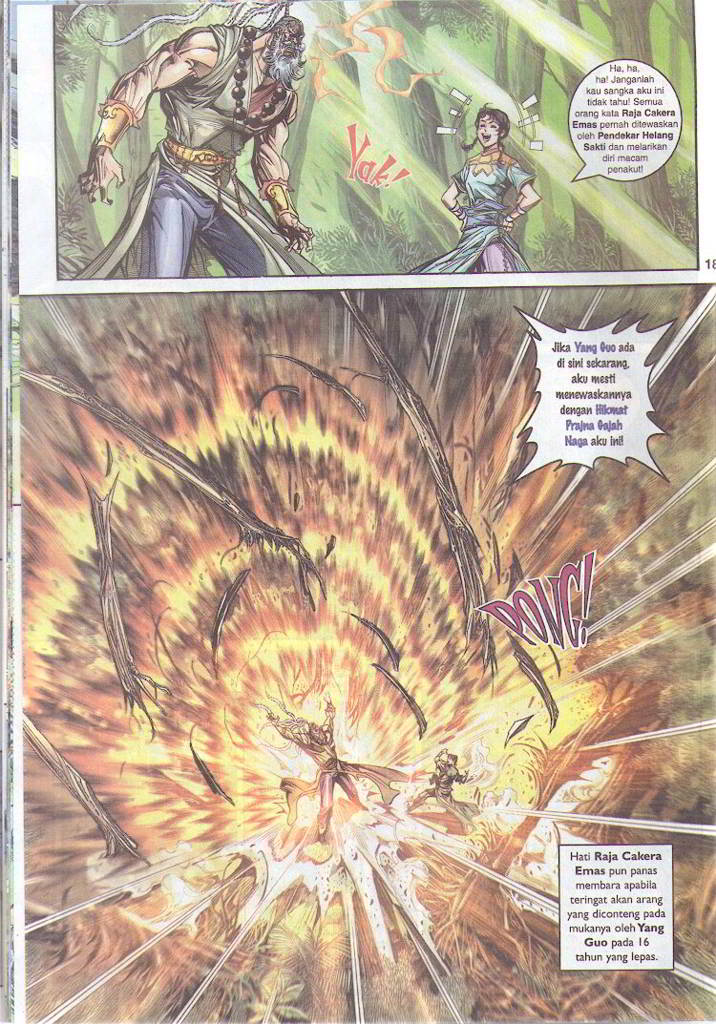 Ha, ha,
ha! Janganlah
kau sangka aku ini
tidak tahu! Semua
orang kata Raja Cakera
Emas pernah ditewaskan
oleh Pendekar Helang
Sakti dan melarikan
diri macam
penakut!
Yak!
18
Jika Yang Guo ada
di sini sekarang,
aku mesti
menewaskannya
dengan Hikmat
Prajna Gajah
Naga aku ini!
PONG!
Hati Raja Cakera
Emas pun panas
membara apabila
teringat akan arang
yang diconteng pada
mukanya oleh Yang
Guo pada 16
tahun yang lepas.